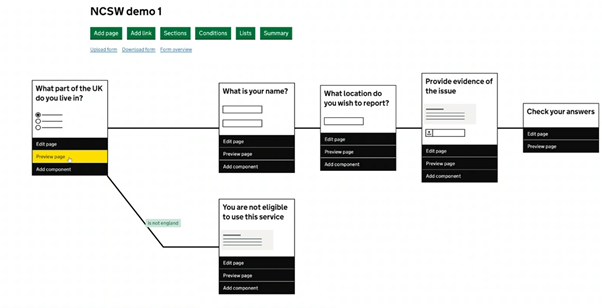 NCSW demo 1
Add page
Add link
Sections
Conditions
Lists
Summary
Upload form
Download form
Form overview
What part of the UK
do you live in?
Edit page
Preview page
Add component
What is your name?
Edit page
Preview page
Add component
What location do
you wish to report?
Edit page
Preview page
Add component
Provide evidence of
the issue
Edit page
Preview page
Add component
Check your answers
Edit page
Preview page
is not england
You are not eligible
to use this service
Edit page
Preview page
Add component